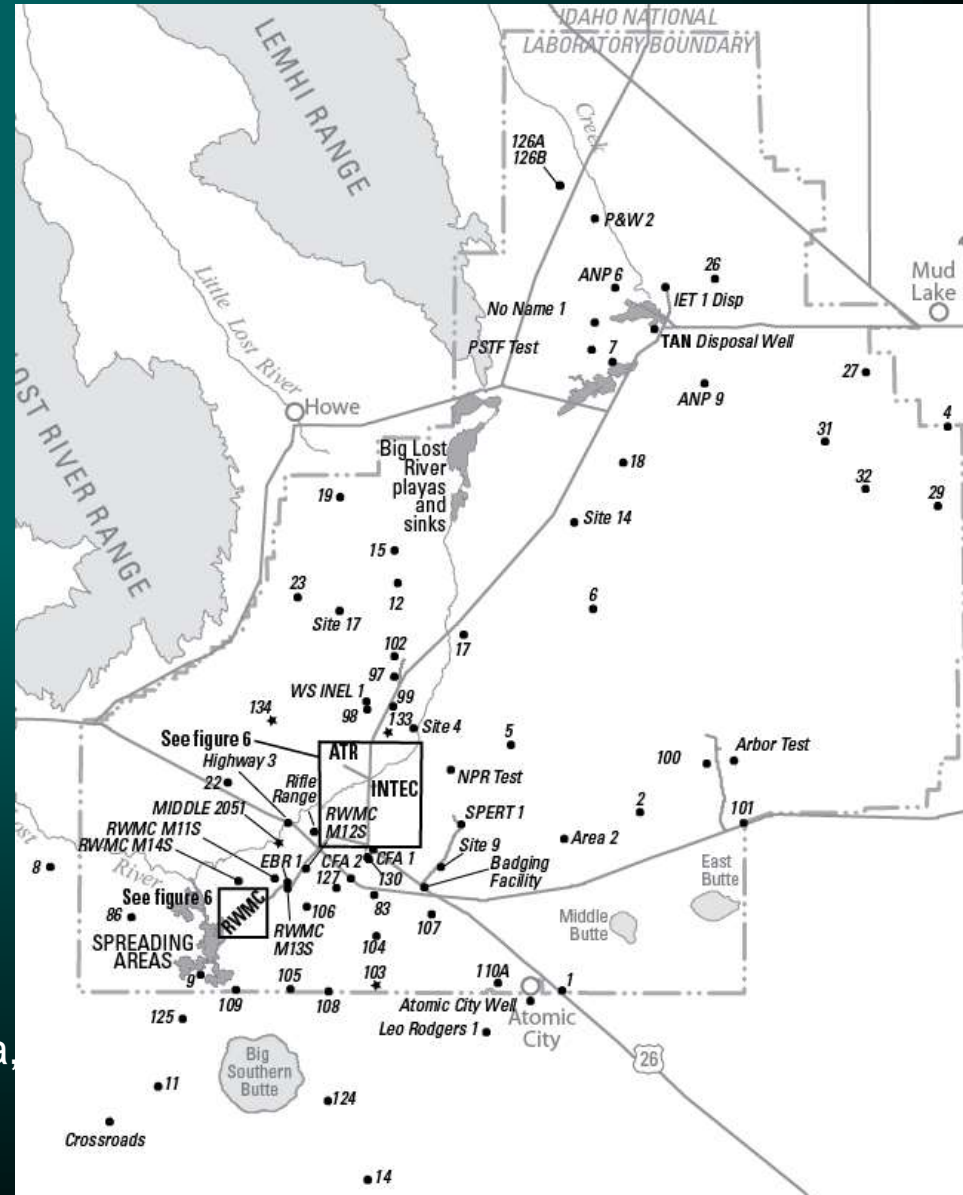 IDAHO NATIONAL
LABORATORY BOUNDARY
LEMHI RANGE
Creek
126A
126B
P&W 2
ANP 6
26
IET 1 Disp
Mud
Lake
No Name 1
Little Lost River
PSTF Test
7
TAN Disposal Well
27
ANP 9
Howe
4
31
LOST RIVER RANGE
Big Lost
River
playas
and
sinks
18
32
19
29
Site 14
15
23
12
6
Site 17
17
102
97
WS INEL 1
99
98
134
133
Site 4
See figure 6
ATR
5
Arbor Test
100
Highway 3
NPR Test
22
Rifle
Range
INTEC
MIDDLE 2051
RWMC
M12S
SPERT 1
2
101
RWMC M11S
RWMC M14S
Area 2
Lost
River
8
EBR 1
CFA 2
CFA 1
Site 9
130
Badging
Facility
East
Butte
See figure 6
127
RWMC
83
86
106
107
Middle
Butte
RWMC
M13S
SPREADING
AREAS
104
9
105
103
110A
1
109
108
Atomic City Well
Atomic
City
125
Leo Rodgers 1
Big
Southern
Butte
26
a,
11
124
Crossroads
14